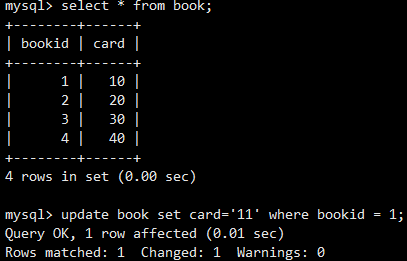 mysql> select * from book;
+--------+------+
| bookid | card |
+--------+------+
|      1 |   10 |
|      2 |   20 |
|      3 |   30 |
|      4 |   40 |
+--------+------+
4 rows in set (0.00 sec)

mysql> update book set card='11' where bookid = 1;
Query OK, 1 row affected (0.01 sec)
Rows matched: 1  Changed: 1  Warnings: 0